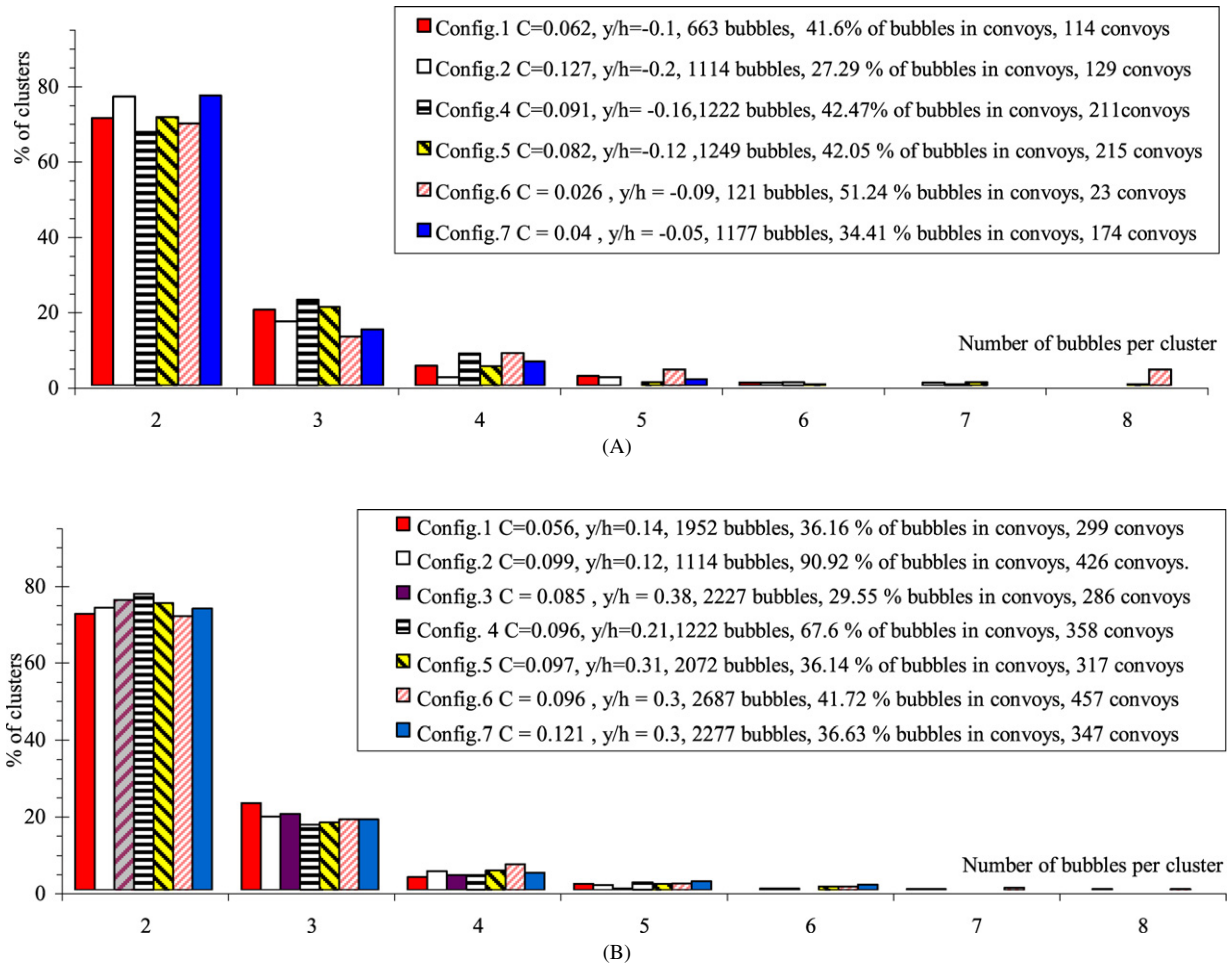 % of clusters
80
60
40
20
0
Config.1 C=0.062, y/h=-0.1, 663 bubbles, 41.6% of bubbles in convoys, 114 convoys
Config.2 C=0.127, y/h=-0.2, 1114 bubbles, 27.29 % of bubbles in convoys, 129 convoys
Config.4 C=0.091, y/h= -0.16,1222 bubbles, 42.47% of bubbles in convoys, 211convoys
Config.5 C=0.082, y/h=-0.12 ,1249 bubbles, 42.05 % of bubbles in convoys, 215 convoys
Config.6 C = 0.026 , y/h = -0.09, 121 bubbles, 51.24 % bubbles in convoys, 23 convoys
Config.7 C = 0.04 , y/h = -0.05, 1177 bubbles, 34.41 % bubbles in convoys, 174 convoys
Number of bubbles per cluster
2 3 4 5 6 7 8
(A)
% of clusters
80
60
40
20
0
Config.1 C=0.056, y/h=0.14, 1952 bubbles, 36.16 % of bubbles in convoys, 299 convoys
Config.2 C=0.099, y/h=0.12, 1114 bubbles, 90.92 % of bubbles in convoys, 426 convoys.
Config.3 C = 0.085 , y/h = 0.38, 2227 bubbles, 29.55 % bubbles in convoys, 286 convoys
Config. 4 C=0.096, y/h=0.21,1222 bubbles, 67.6 % of bubbles in convoys, 358 convoys
Config.5 C=0.097, y/h=0.31, 2072 bubbles, 36.14 % of bubbles in convoys, 317 convoys
Config.6 C = 0.096 , y/h = 0.3, 2687 bubbles, 41.72 % bubbles in convoys, 457 convoys
Config.7 C = 0.121 , y/h = 0.3, 2277 bubbles, 36.63 % bubbles in convoys, 347 convoys
Number of bubbles per cluster
2 3 4 5 6 7 8
(B)